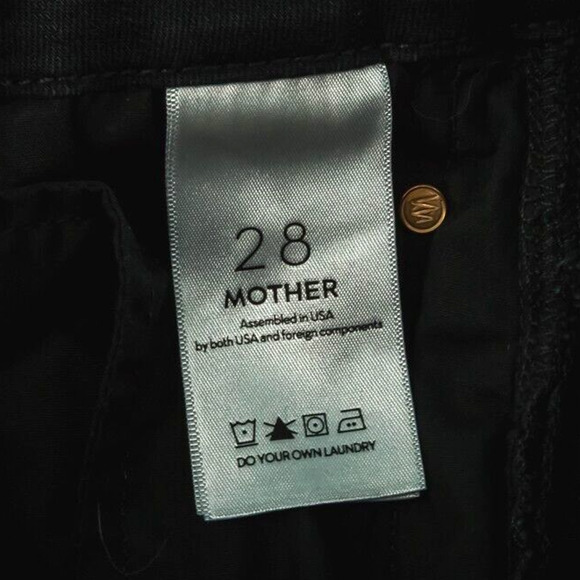 28
MOTHER
Assembled in USA
by both USA and foreign components
DO YOUR OWN LAUNDRY